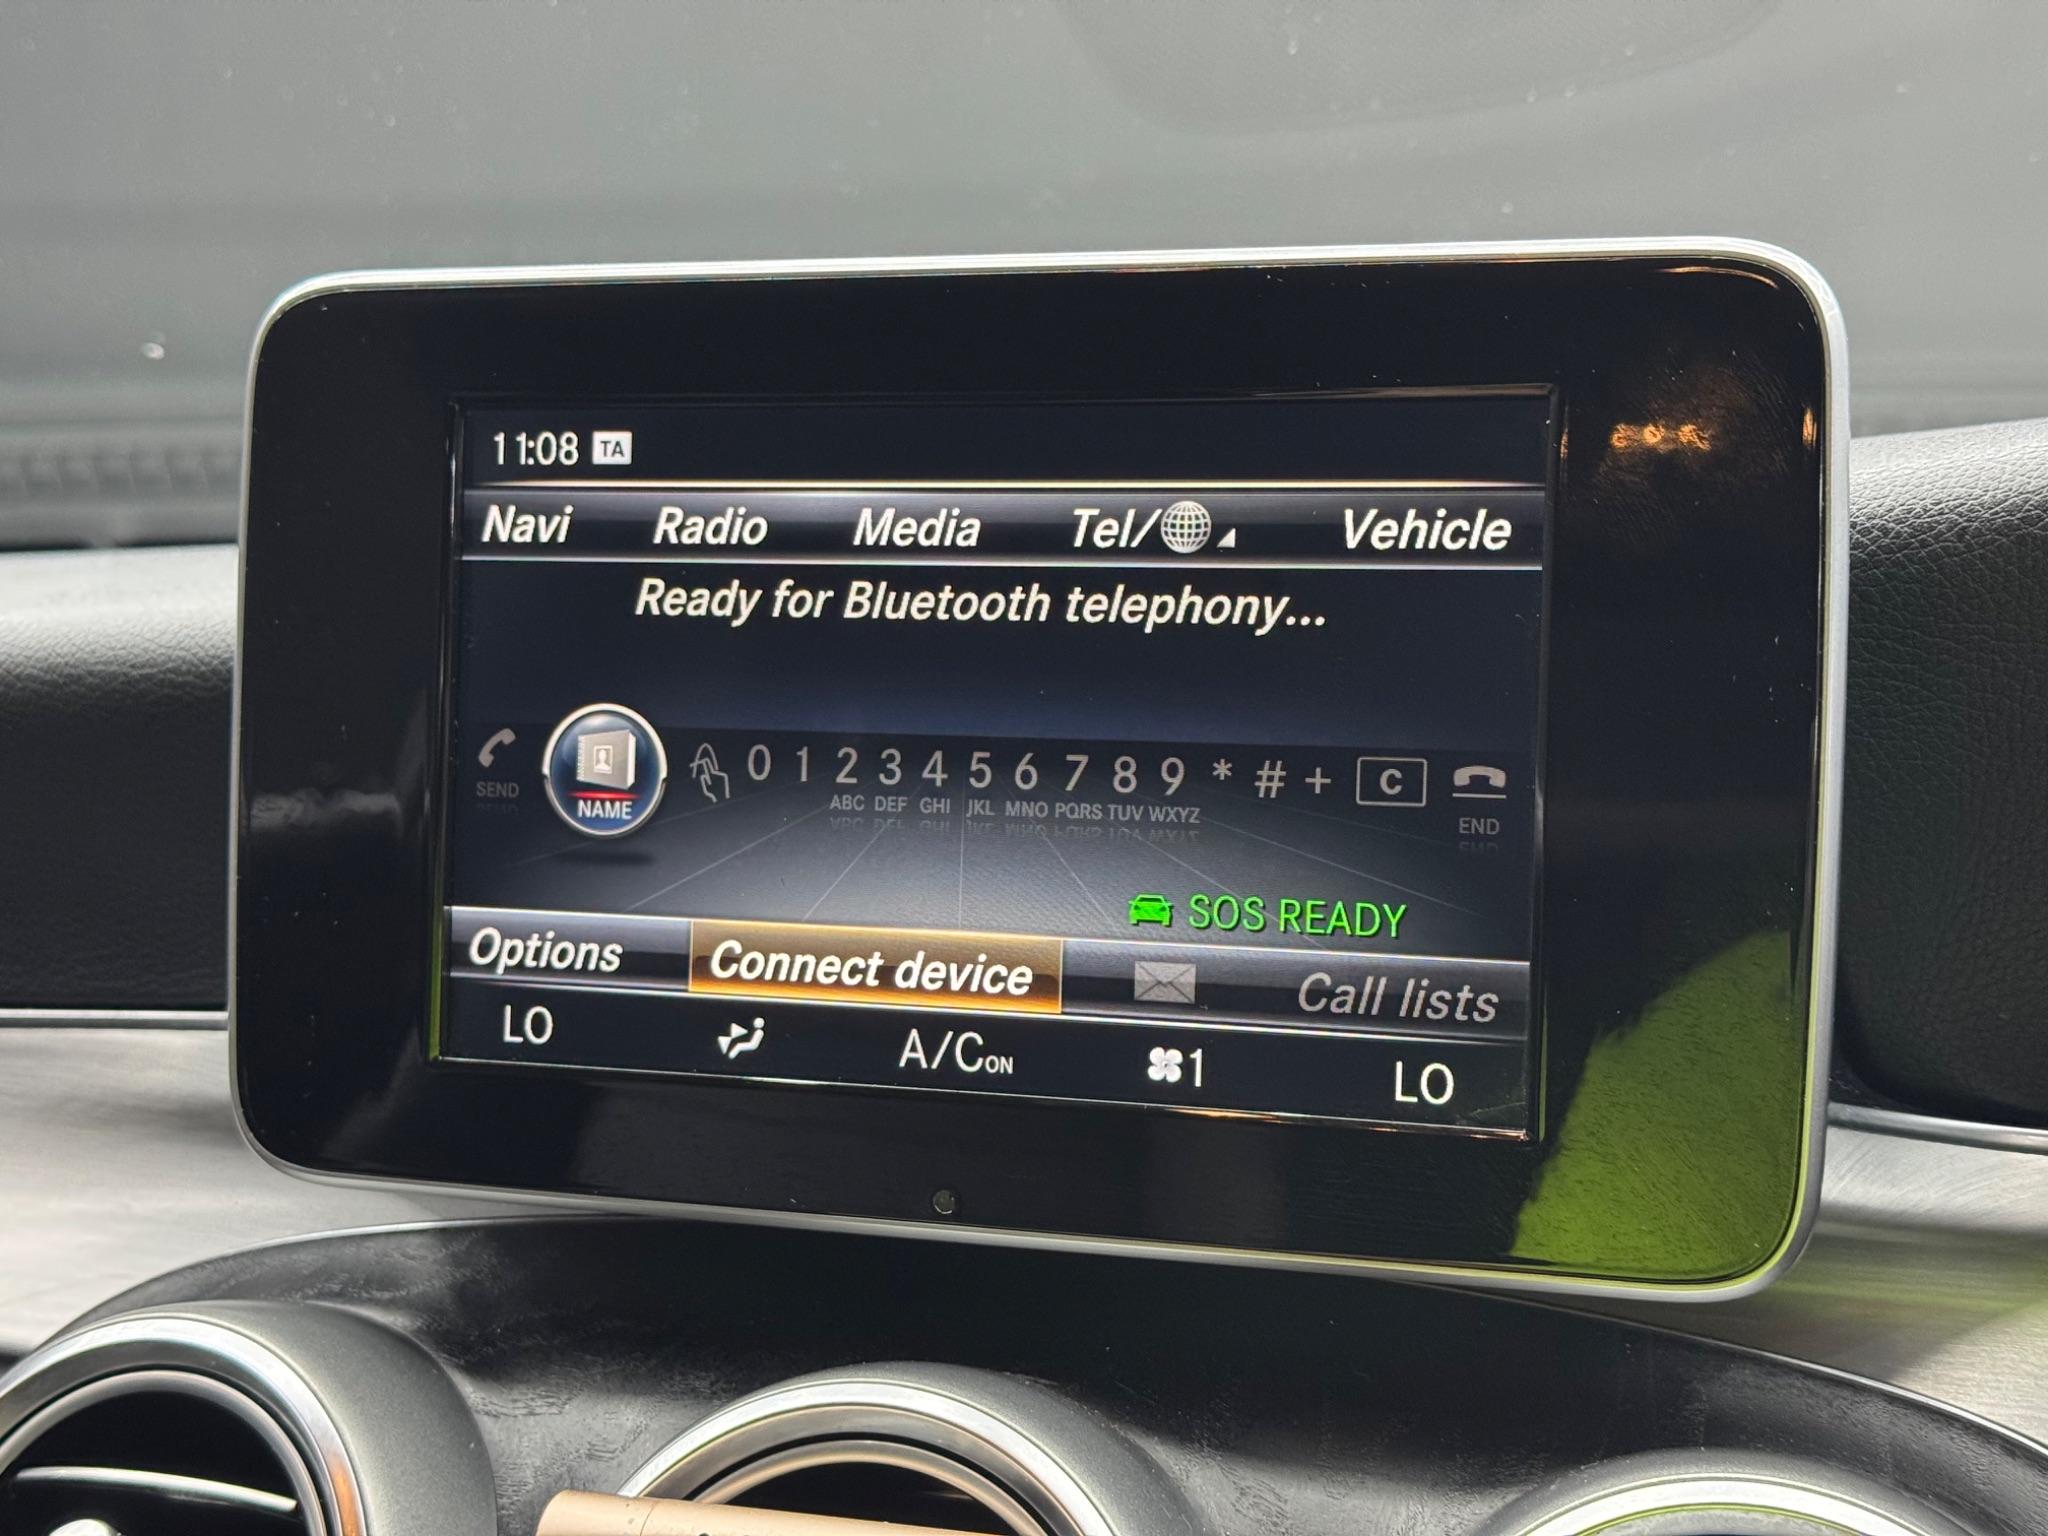 11:08 TA
Navi Radio Media Tel/ Vehicle
Ready for Bluetooth telephony...
SEND NAME 0 1 2 3 4 5 6 7 8 9 * # + C END
ABC DEF GHI JKL MNO PQRS TUV WXYZ
SOS READY
Options Connect device Call lists
LO A/C ON 1 LO